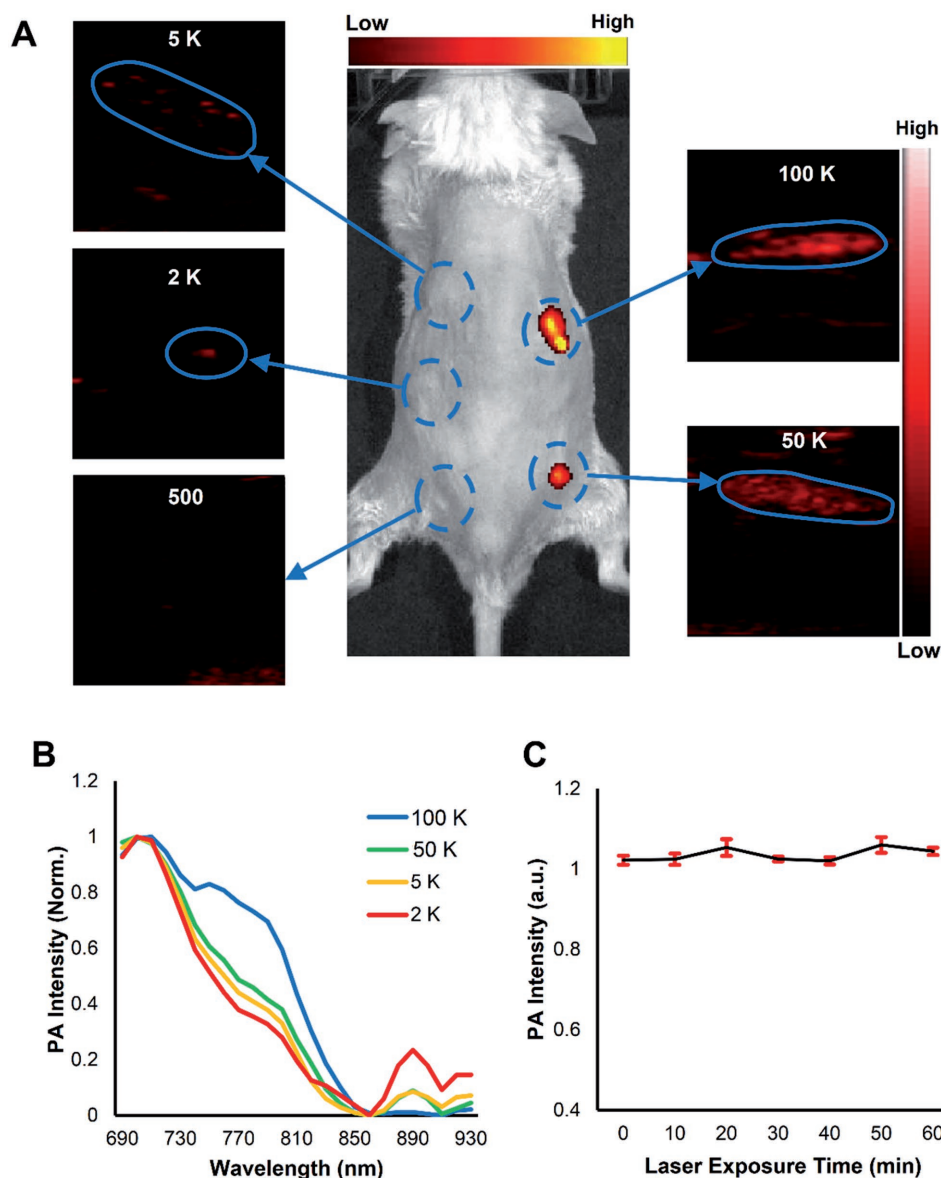 A
5 K
Low
High
2 K
500
100 K
High
50 K
Low
B
PA Intensity (Norm.)
1.2
1
0.8
0.6
0.4
0.2
0
100 K
50 K
5 K
2 K
690 730 770 810 850 890 930
Wavelength (nm)
C
PA Intensity (a.u.)
1.2
1
0.8
0.6
0.4
0 10 20 30 40 50 60
Laser Exposure Time (min)